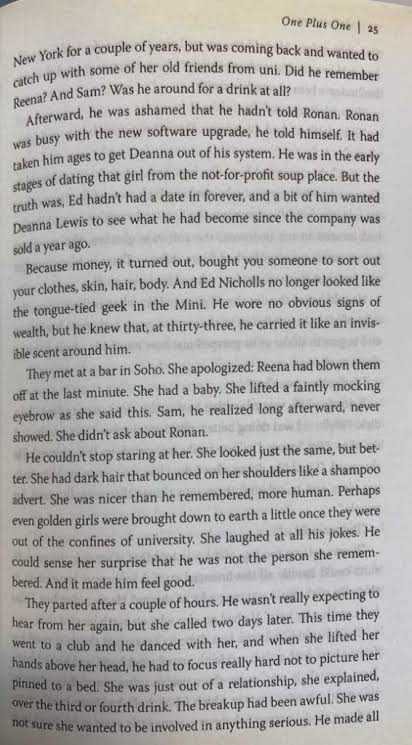 One Plus One | 25
New York for a couple of years, but was coming back and wanted to
catch up with some of her old friends from uni. Did he remember
Reena? And Sam? Was he around for a drink at all?
Afterward, he was ashamed that he hadn't told Ronan. Ronan
was busy with the new software upgrade, he told himself. It had
taken him ages to get Deanna out of his system. He was in the early
stages of dating that girl from the not-for-profit soup place. But the
truth was, Ed hadn't had a date in forever, and a bit of him wanted
Deanna Lewis to see what he had become since the company was
sold a year ago.
Because money, it turned out, bought you someone to sort out
your clothes, skin, hair, body. And Ed Nicholls no longer looked like
the tongue-tied geek in the Mini. He wore no obvious signs of
wealth, but he knew that, at thirty-three, he carried it like an invis-
ible scent around him.
They met at a bar in Soho. She apologized: Reena had blown them
off at the last minute. She had a baby. She lifted a faintly mocking
eyebrow as she said this. Sam, he realized long afterward, never
showed. She didn't ask about Ronan.
He couldn't stop staring at her. She looked just the same, but bet-
ter. She had dark hair that bounced on her shoulders like a shampoo
advert. She was nicer than he remembered, more human. Perhaps
even golden girls were brought down to earth a little once they were
out of the confines of university. She laughed at all his jokes. He
could sense her surprise that he was not the person she remem-
bered. And it made him feel good.
They parted after a couple of hours. He wasn't really expecting to
hear from her again, but she called two days later. This time they
went to a club and he danced with her, and when she lifted her
hands above her head, he had to focus really hard not to picture her
pinned to a bed. She was just out of a relationship, she explained,
over the third or fourth drink. The breakup had been awful. She was
not sure she wanted to be involved in anything serious. He made all